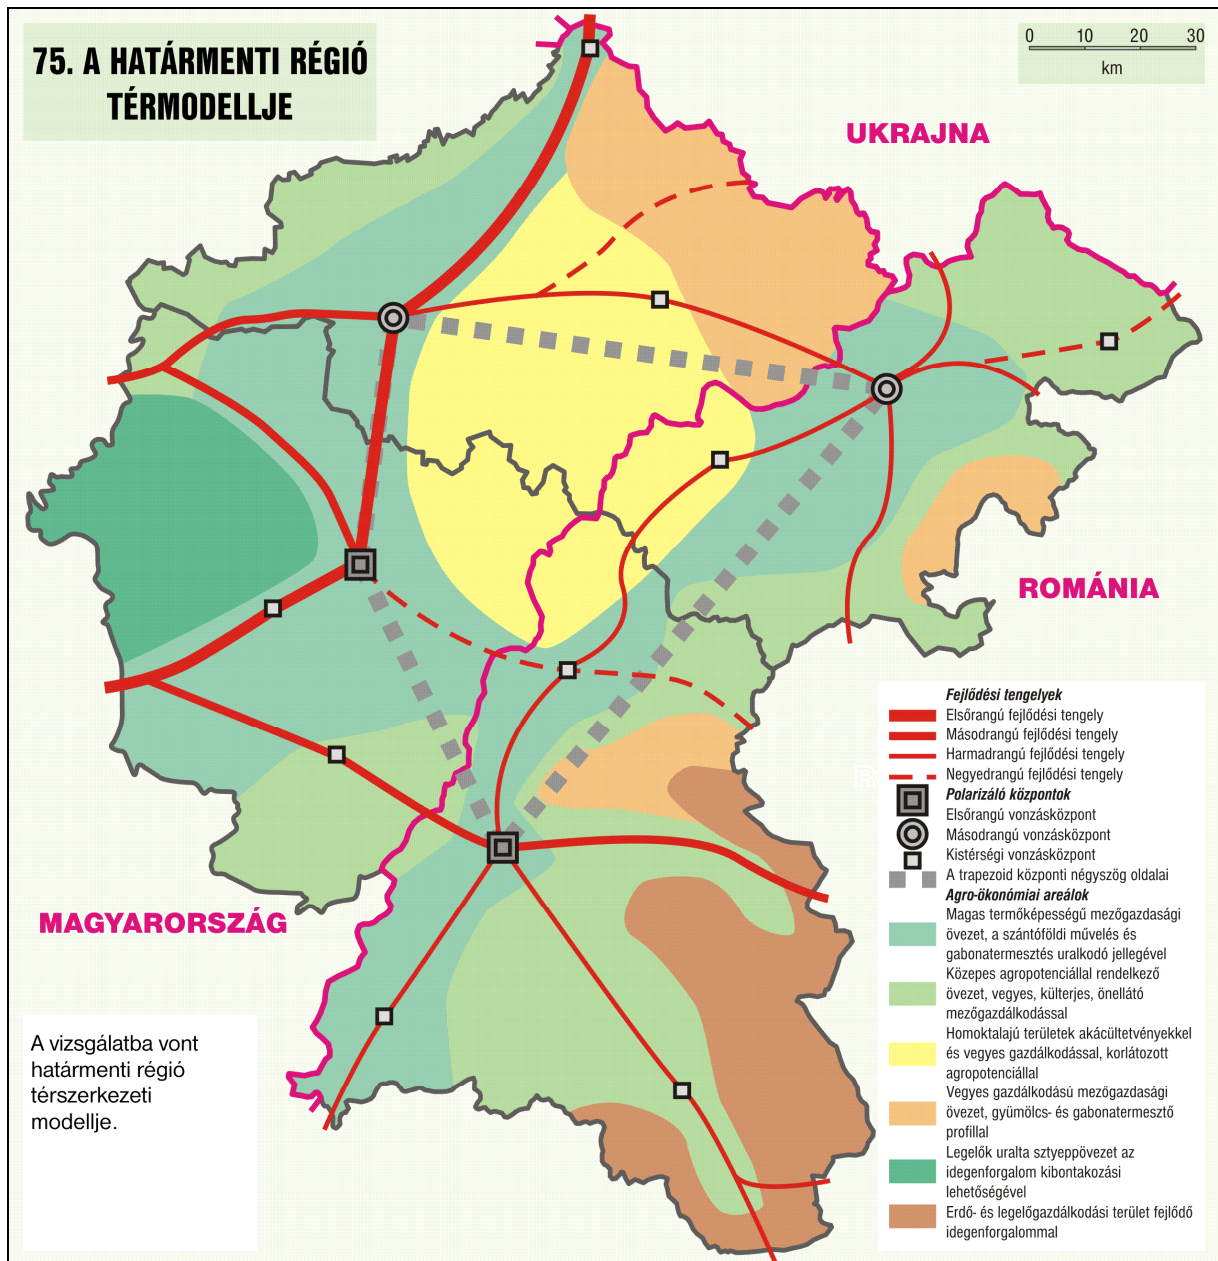 75. A HATÁRMENTI RÉGIÓ
TÉRMODELLJE
0 10 20 30
km
UKRAJNA
ROMÁNIA
MAGYARORSZÁG
A vizsgálatba vont
határmenti régió
térszerkezeti
modellje.
Fejlődési tengelyek
Elsőrangú fejlődési tengely
Másodrangú fejlődési tengely
Harmadrangú fejlődési tengely
Negyedrangú fejlődési tengely
Polarizáló központok
Elsőrangú vonzásközpont
Másodrangú vonzásközpont
Kistérségi vonzásközpont
A trapezoid központi négyszög oldalai
Agro-ökonómiai areálok
Magas termőképességű mezőgazdasági
övezet, a szántóföldi művelés és
gabonatermesztés uralkodó jellegével
Közepes agropotenciállal rendelkező
övezet, vegyes, külterjes, önellátó
mezőgazdálkodással
Homoktalajú területek akácültetvényekkel
és vegyes gazdálkodással, korlátozott
agropotenciállal
Vegyes gazdálkodású mezőgazdasági
övezet, gyümölcs- és gabonatermesztő
profillal
Legelők uralta sztyeppövezet az
idegenforgalom kibontakozási
lehetőségével
Erdő- és legelőgazdálkodási terület fejlődő
idegenforgalommal